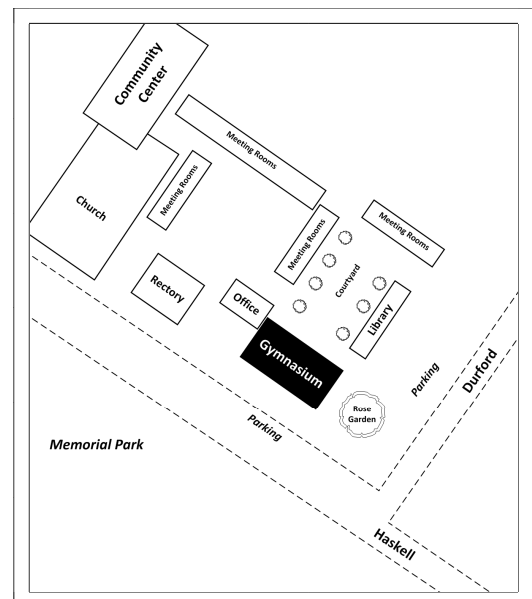 Community
Center
Meeting Rooms
Meeting Rooms
Church
Meeting Rooms
Meeting Rooms
Courtyard
Rectory
Office
Library
Gymnasium
Parking
Durford
Rose
Garden
Parking
Memorial Park
Haskell